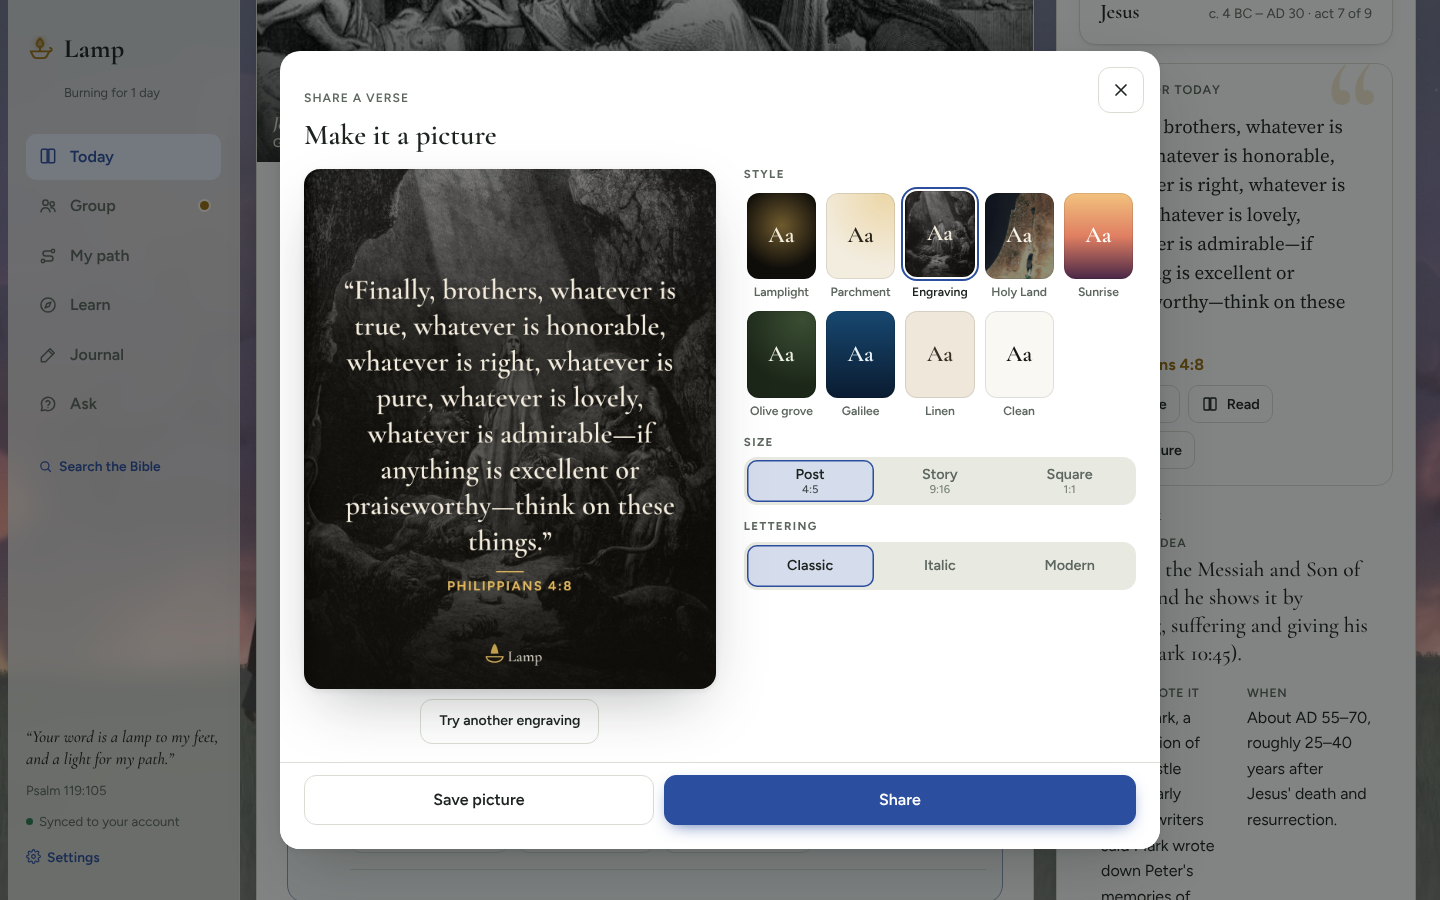 Lamp
Burning for 1 day
Today
Group
My path
Learn
Journal
Ask
Search the Bible
“Your word is a lamp to my feet,
and a light for my path.”
Psalm 119:105
Synced to your account
Settings
SHARE A VERSE
Make it a picture
“Finally, brothers, whatever is
true, whatever is honorable,
whatever is right, whatever is
pure, whatever is lovely,
whatever is admirable—if
anything is excellent or
praiseworthy—think on these
things.”
PHILIPPIANS 4:8
Lamp
Try another engraving
STYLE
Aa
Aa
Aa
Aa
Aa
Lamplight
Parchment
Engraving
Holy Land
Sunrise
Aa
Aa
Aa
Aa
Olive grove
Galilee
Linen
Clean
SIZE
Post
4:5
Story
9:16
Square
1:1
LETTERING
Classic
Italic
Modern
Save picture
Share
Jesus
c. 4 BC – AD 30 · act 7 of 9
R TODAY
brothers, whatever is
hatever is honorable,
er is right, whatever is
hatever is lovely,
er is admirable—if
g is excellent or
orthy—think on these
ns 4:8
Read
ure
DEA
the Messiah and Son of
nd he shows it by
, suffering and giving his
ark 10:45).
OTE IT
rk, a
ion of
stle
arly
writers
said Mark wrote
down Peter's
memories of
WHEN
About AD 55–70,
roughly 25–40
years after
Jesus' death and
resurrection.